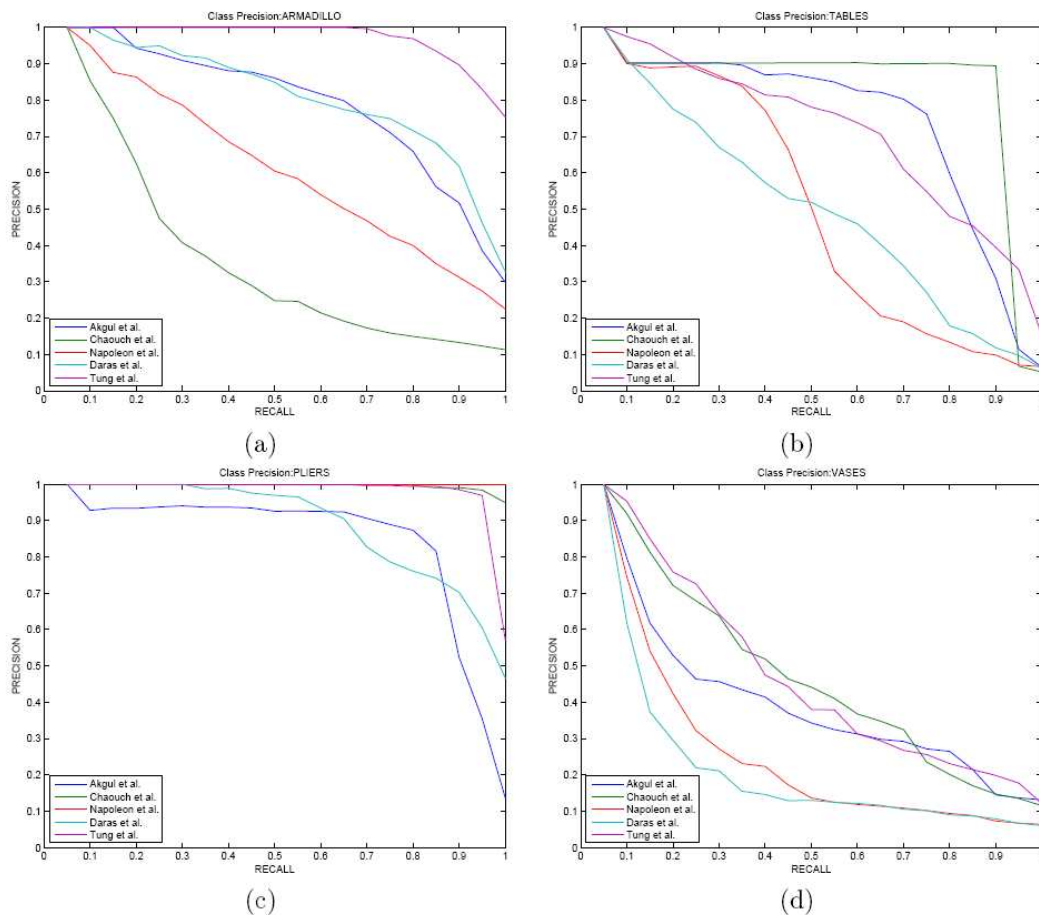 Class Precision:ARMADILLO
1
0.9
0.8
0.7
0.6
0.5
0.4
0.3
0.2
0.1
0
PRECISION
Akgul et al.
Chaouch et al.
Napoleon et al.
Daras et al.
Tung et al.
0 0.1 0.2 0.3 0.4 0.5 0.6 0.7 0.8 0.9 1
RECALL
(a)
Class Precision:TABLES
1
0.9
0.8
0.7
0.6
0.5
0.4
0.3
0.2
0.1
0
PRECISION
Akgul et al.
Chaouch et al.
Napoleon et al.
Daras et al.
Tung et al.
0 0.1 0.2 0.3 0.4 0.5 0.6 0.7 0.8 0.9
RECALL
(b)
Class Precision:PLIERS
1
0.9
0.8
0.7
0.6
0.5
0.4
0.3
0.2
0.1
0
PRECISION
Akgul et al.
Chaouch et al.
Napoleon et al.
Daras et al.
Tung et al.
0 0.1 0.2 0.3 0.4 0.5 0.6 0.7 0.8 0.9 1
RECALL
(c)
Class Precision:VASES
1
0.9
0.8
0.7
0.6
0.5
0.4
0.3
0.2
0.1
0
PRECISION
Akgul et al.
Chaouch et al.
Napoleon et al.
Daras et al.
Tung et al.
0 0.1 0.2 0.3 0.4 0.5 0.6 0.7 0.8 0.9
RECALL
(d)